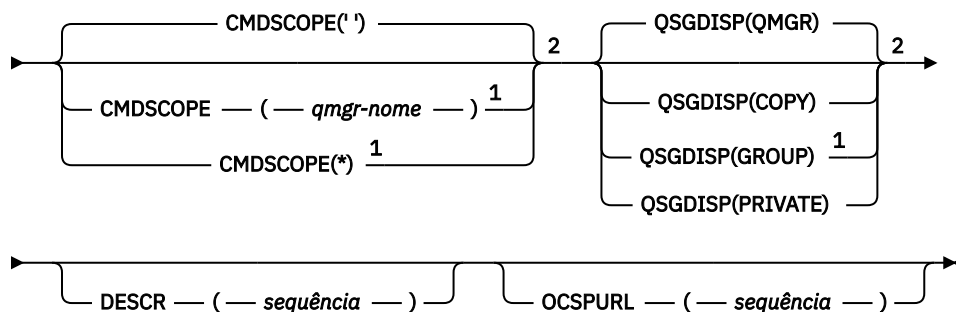 CMDSCOPE(' ') 2
CMDSCOPE ( qmgr-nome ) 1
CMDSCOPE(*) 1
QSGDISP(QMGR) 2
QSGDISP(COPY)
QSGDISP(GROUP) 1
QSGDISP(PRIVATE)
DESCR ( sequência )
OCSPURL ( sequência )